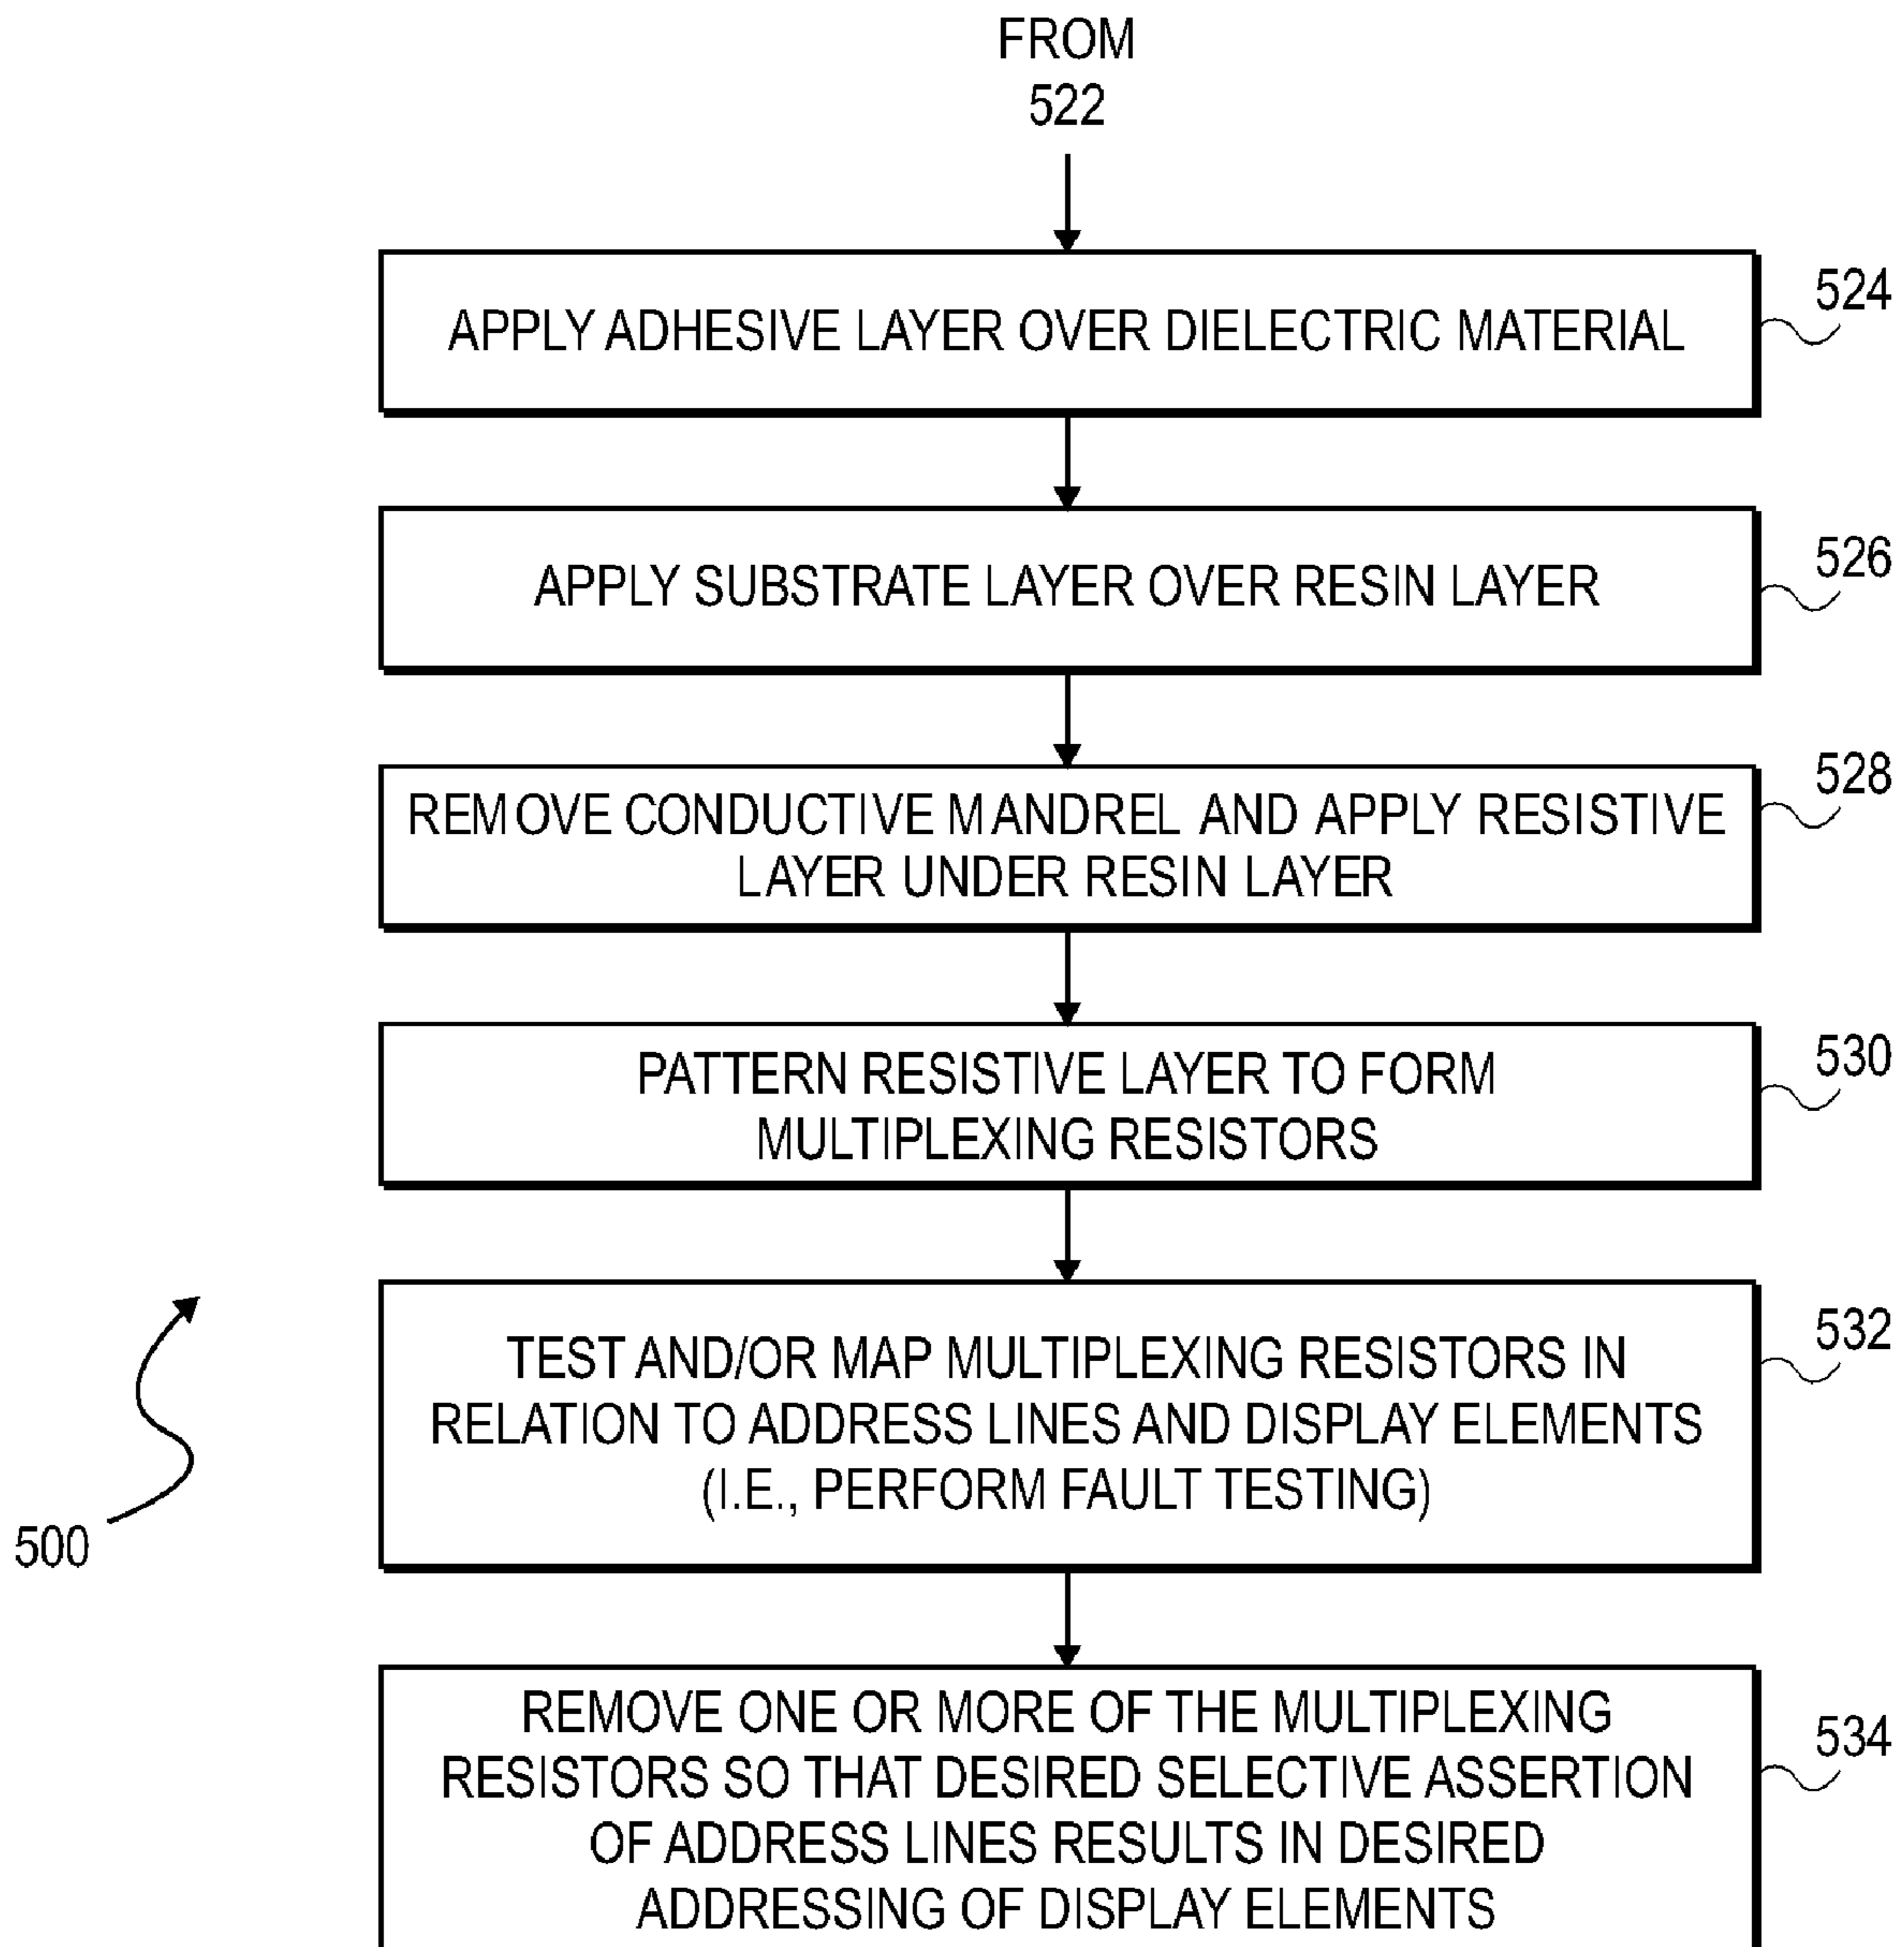 FROM
522
APPLY ADHESIVE LAYER OVER DIELECTRIC MATERIAL
524
APPLY SUBSTRATE LAYER OVER RESIN LAYER
526
REMOVE CONDUCTIVE MANDREL AND APPLY RESISTIVE
LAYER UNDER RESIN LAYER
528
PATTERN RESISTIVE LAYER TO FORM
MULTIPLEXING RESISTORS
530
TEST AND/OR MAP MULTIPLEXING RESISTORS IN
RELATION TO ADDRESS LINES AND DISPLAY ELEMENTS
(I.E., PERFORM FAULT TESTING)
532
500
REMOVE ONE OR MORE OF THE MULTIPLEXING
RESISTORS SO THAT DESIRED SELECTIVE ASSERTION
OF ADDRESS LINES RESULTS IN DESIRED
ADDRESSING OF DISPLAY ELEMENTS
534